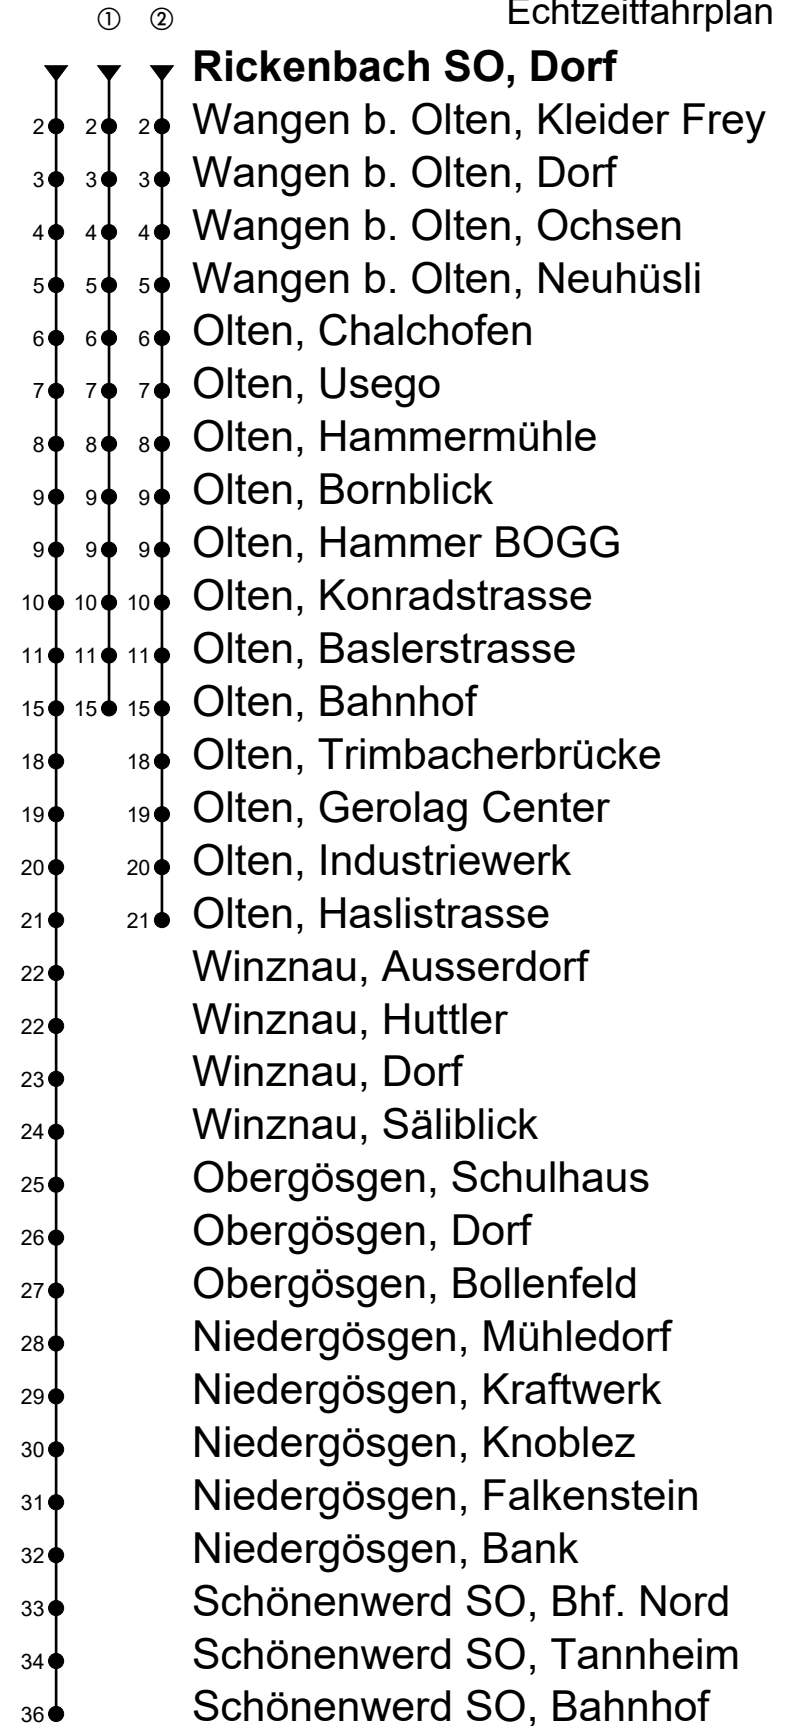 Echtzeitfahrplan
① ②
Rickenbach SO, Dorf
2 2 2 Wangen b. Olten, Kleider Frey
3 3 3 Wangen b. Olten, Dorf
4 4 4 Wangen b. Olten, Ochsen
5 5 5 Wangen b. Olten, Neuhüsli
6 6 6 Olten, Chalchofen
7 7 7 Olten, Usego
8 8 8 Olten, Hammermühle
9 9 9 Olten, Bornblick
9 9 9 Olten, Hammer BOGG
10 10 10 Olten, Konradstrasse
11 11 11 Olten, Baslerstrasse
15 15 15 Olten, Bahnhof
18 18 Olten, Trimbacherbrücke
19 19 Olten, Gerolag Center
20 20 Olten, Industriewerk
21 21 Olten, Haslistrasse
22 Winznau, Ausserdorf
22 Winznau, Huttler
23 Winznau, Dorf
24 Winznau, Säliblick
25 Obergösgen, Schulhaus
26 Obergösgen, Dorf
27 Obergösgen, Bollenfeld
28 Niedergösgen, Mühledorf
29 Niedergösgen, Kraftwerk
30 Niedergösgen, Knoblez
31 Niedergösgen, Falkenstein
32 Niedergösgen, Bank
33 Schönenwerd SO, Bhf. Nord
34 Schönenwerd SO, Tannheim
36 Schönenwerd SO, Bahnhof